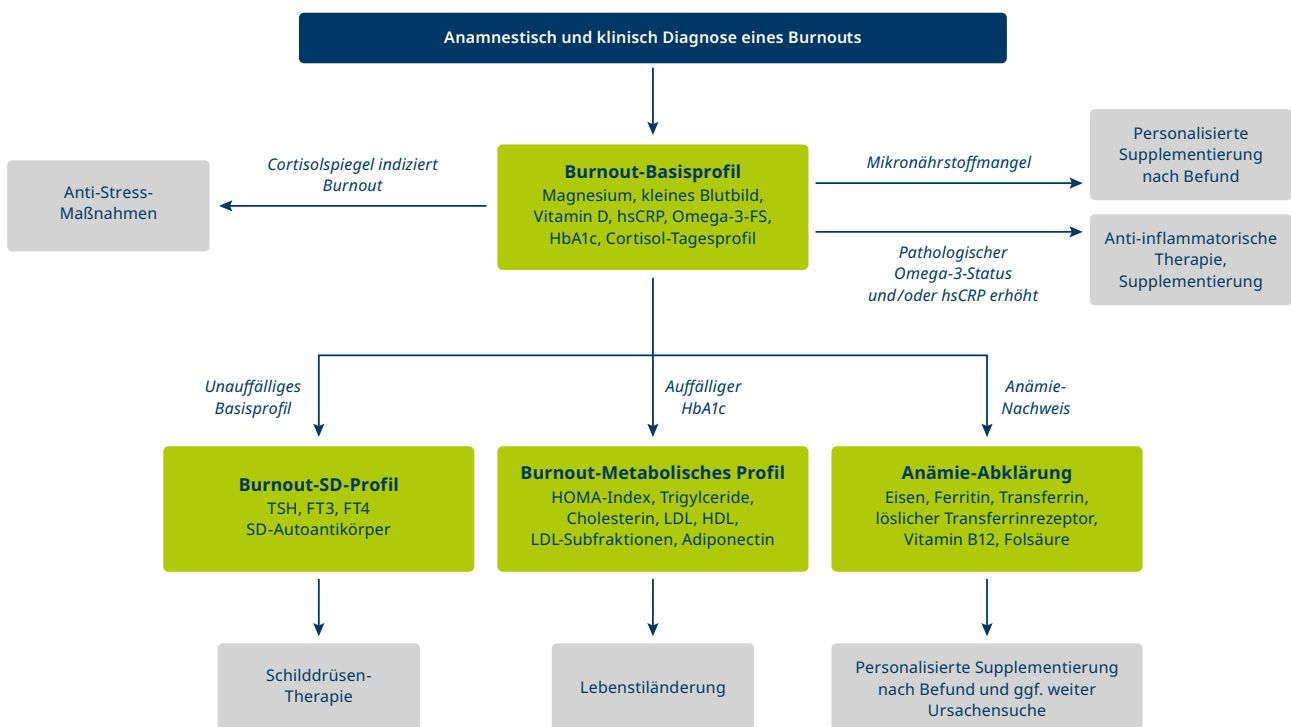 Anamnestisch und klinisch Diagnose eines Burnouts
Anti-Stress-
Maßnahmen
Cortisolspiegel indiziert
Burnout
Burnout-Basisprofil
Magnesium, kleines Blutbild,
Vitamin D, hsCRP, Omega-3-FS,
HbA1c, Cortisol-Tagesprofil
Mikronährstoffmangel
Personalisierte
Supplementierung
nach Befund
Pathologischer
Omega-3-Status
und/oder hsCRP erhöht
Anti-inflammatorische
Therapie,
Supplementierung
Unauffälliges
Basisprofil
Auffälliger
HbA1c
Anämie-
Nachweis
Burnout-SD-Profil
TSH, FT3, FT4
SD-Autoantikörper
Burnout-Metabolisches Profil
HOMA-Index, Trigylceride,
Cholesterin, LDL, HDL,
LDL-Subfraktionen, Adiponectin
Anämie-Abklärung
Eisen, Ferritin, Transferrin,
löslicher Transferrinrezeptor,
Vitamin B12, Folsäure
Schilddrüsen-
Therapie
Lebenstiländerung
Personalisierte Supplementierung
nach Befund und ggf. weiter
Ursachensuche